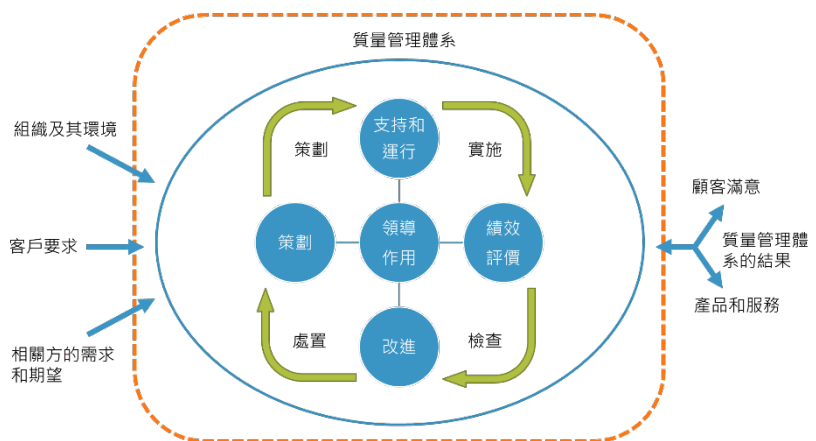 質量管理體系
支持和
運行
策劃
實施
組織及其環境
顧客滿意
策劃
領導
作用
績效
評價
客戶要求
質量管理體
系的結果
產品和服務
處置
改進
檢查
相關方的需求
和期望